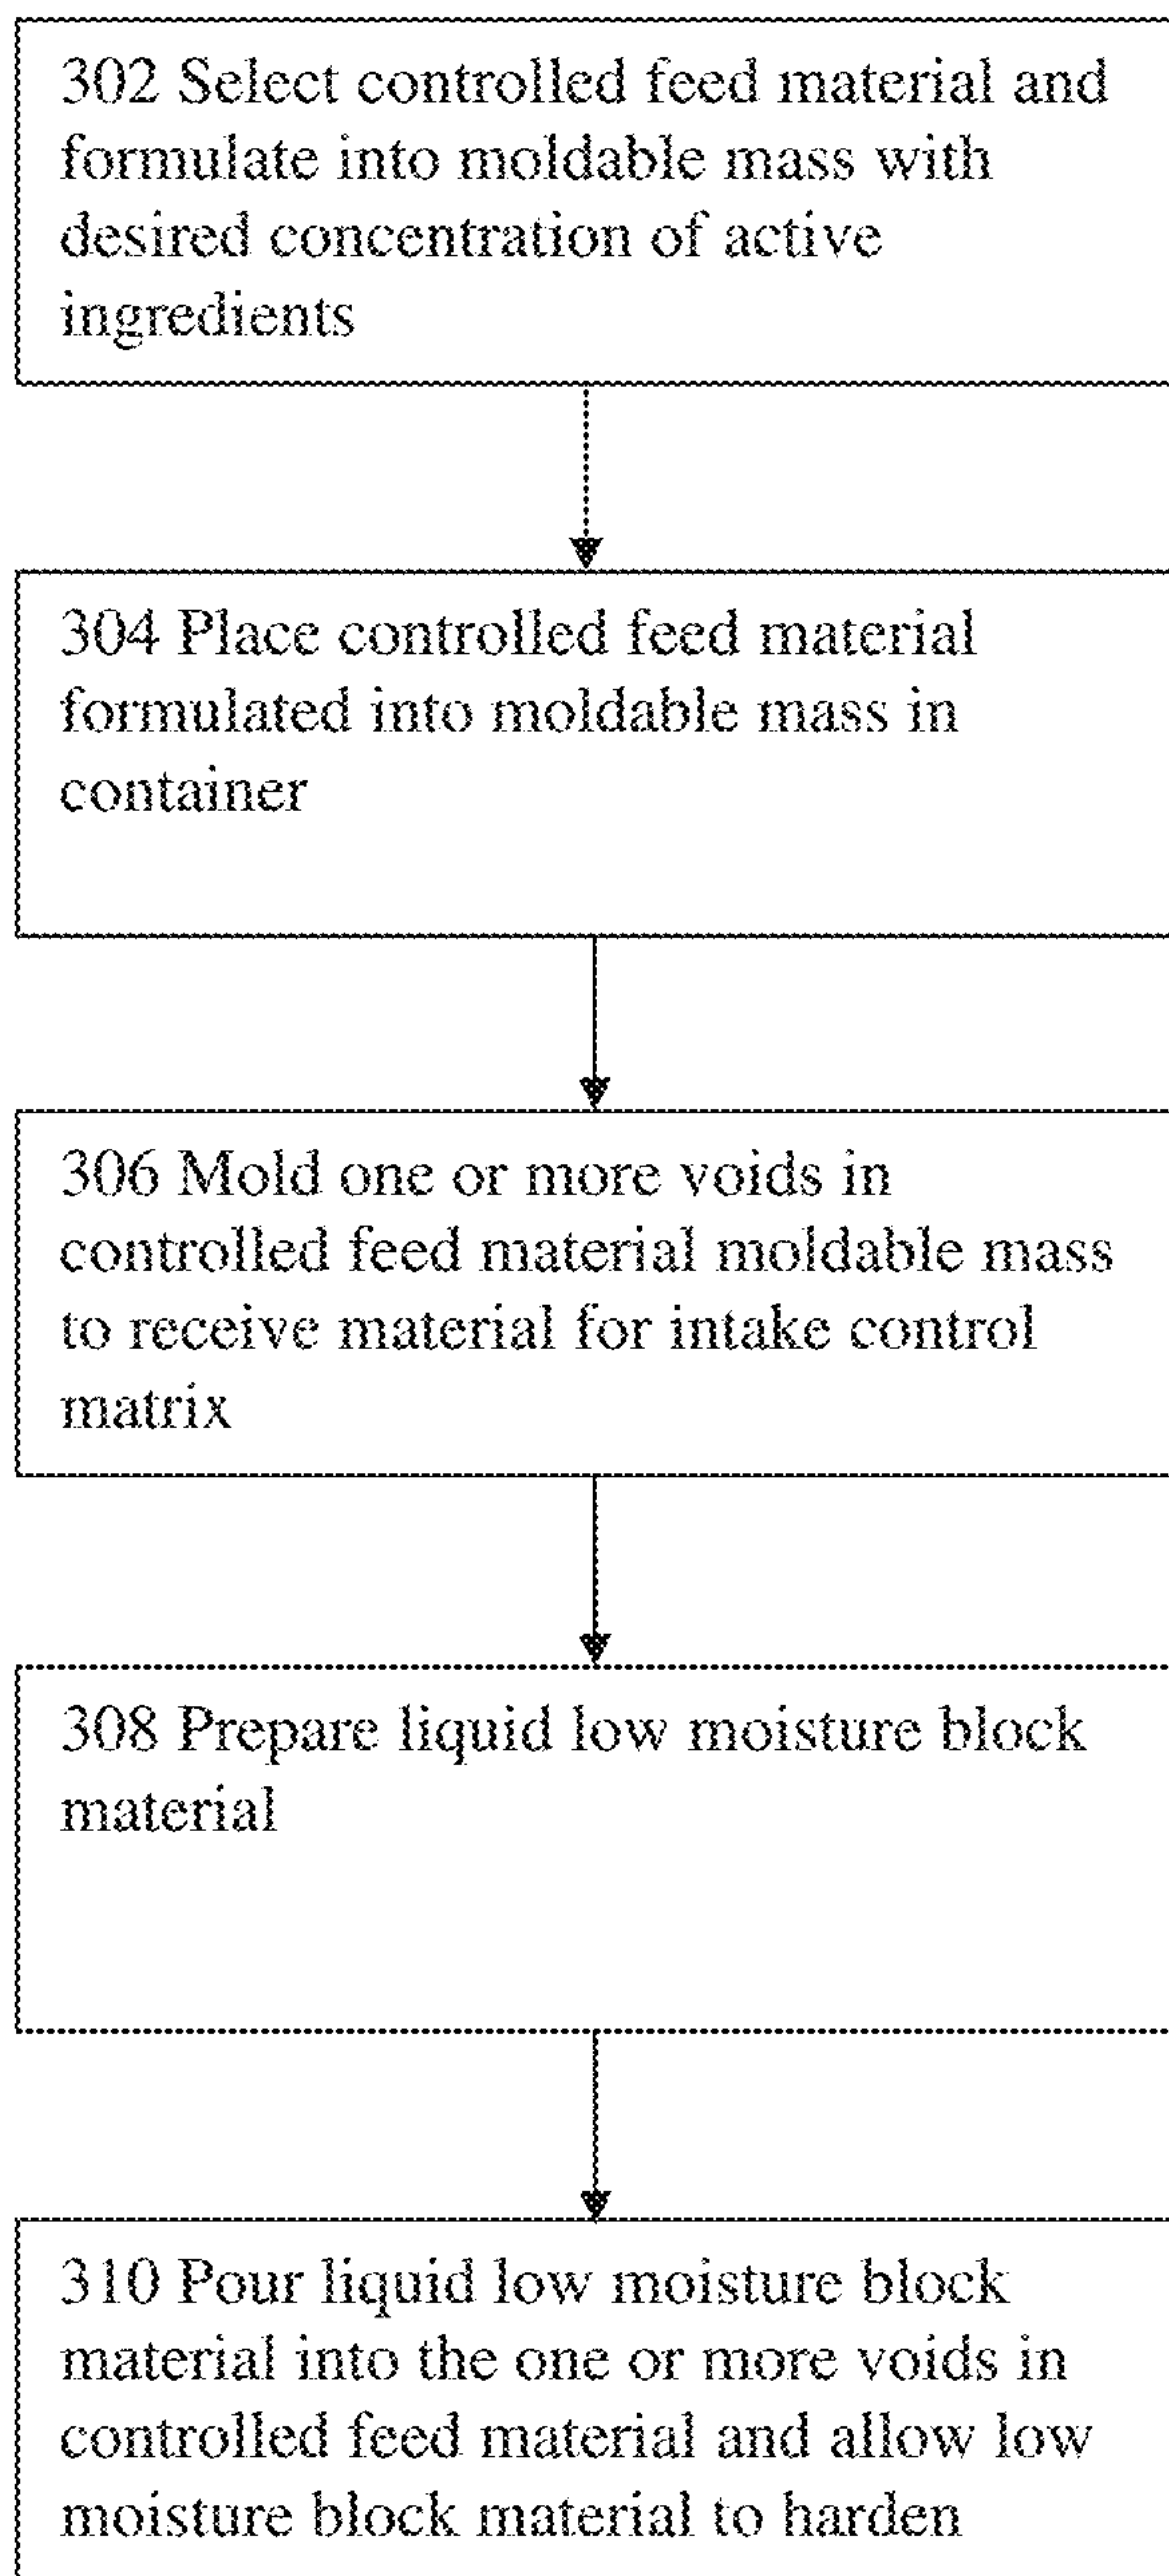 302 Select controlled feed material and
formulate into moldable mass with
desired concentration of active
ingredients
304 Place controlled feed material
formulated into moldable mass in
container
306 Mold one or more voids in
controlled feed material moldable mass
to receive material for intake control
matrix
308 Prepare liquid low moisture block
material
310 Pour liquid low moisture block
material into the one or more voids in
controlled feed material and allow low
moisture block material to harden